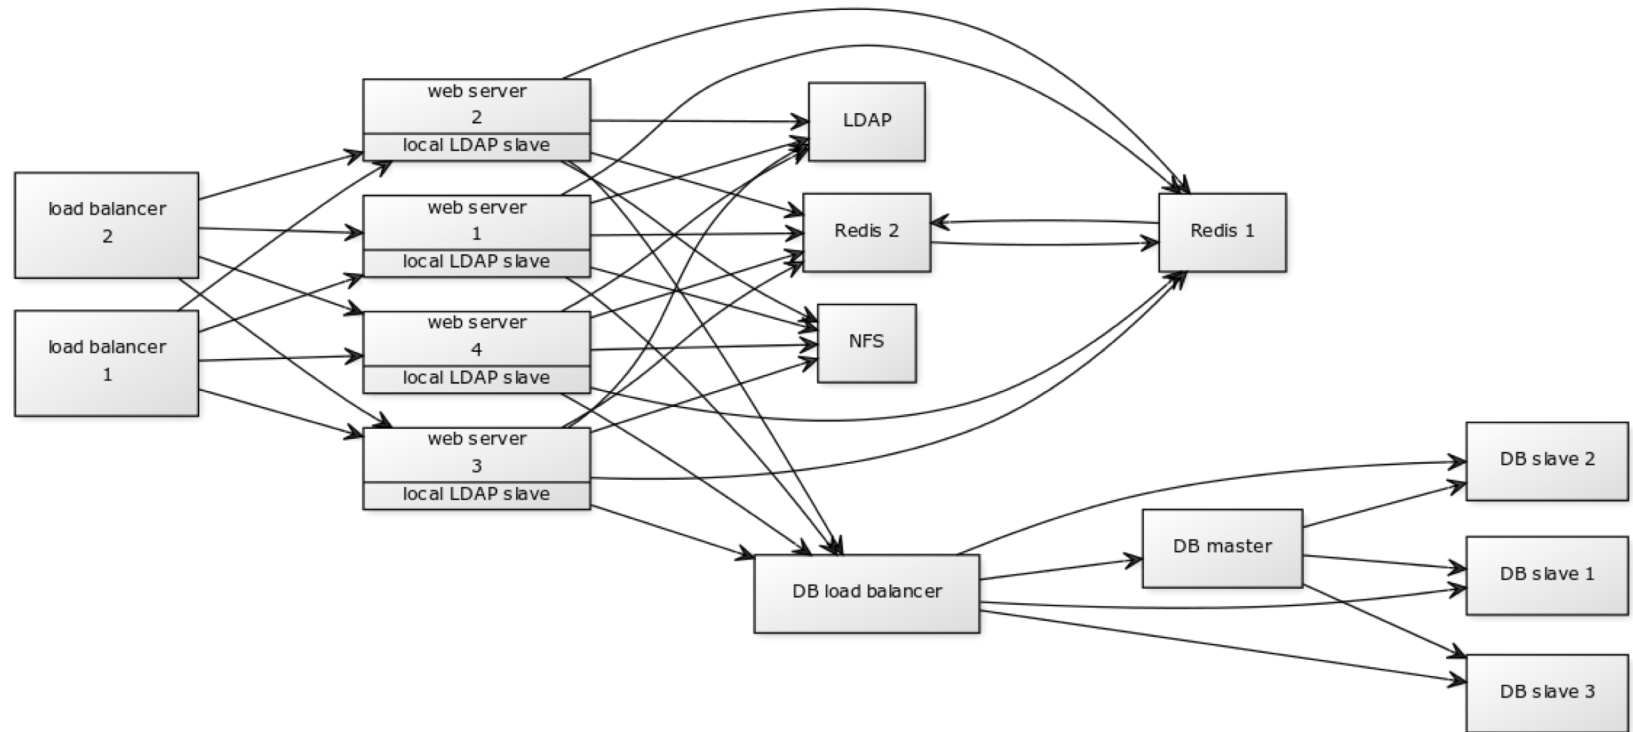 load balancer
2
load balancer
1
web server
2
local LDAP slave
web server
1
local LDAP slave
web server
4
local LDAP slave
web server
3
local LDAP slave
LDAP
Redis 2
NFS
Redis 1
DB load balancer
DB master
DB slave 2
DB slave 1
DB slave 3